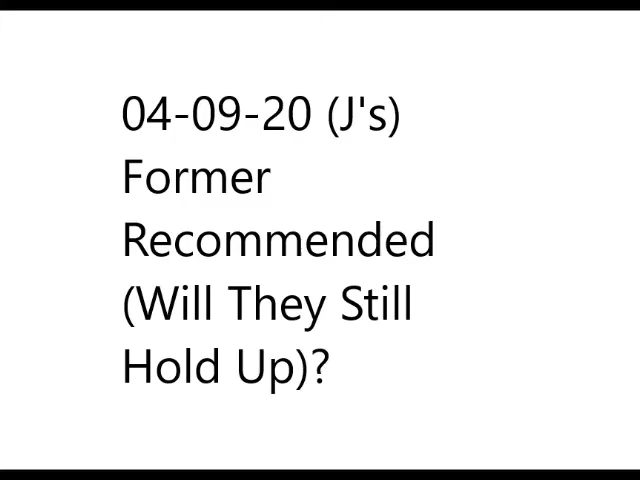 04-09-20 (J's)
Former
Recommended
(Will They Still
Hold Up)?